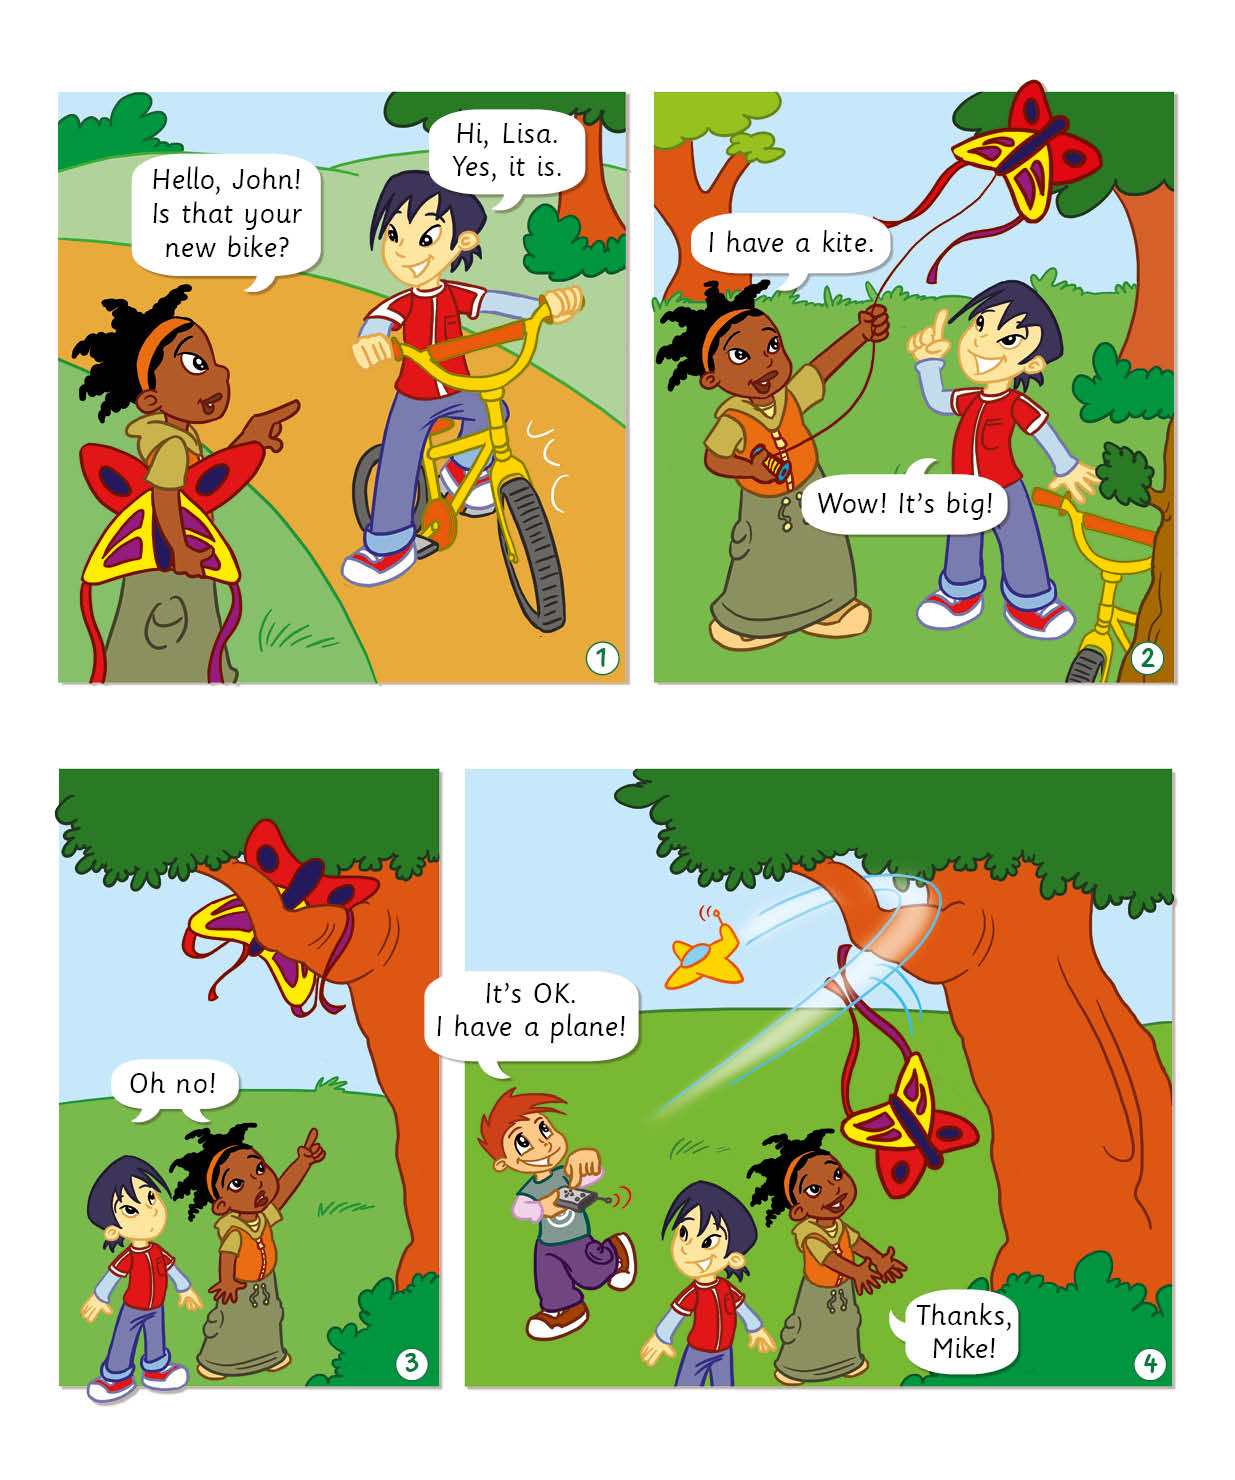 Hello, John!
Is that your
new bike?
Hi, Lisa.
Yes, it is.
1
I have a kite.
Wow! It's big!
2
Oh no!
3
It's OK.
I have a plane!
Thanks,
Mike!
4